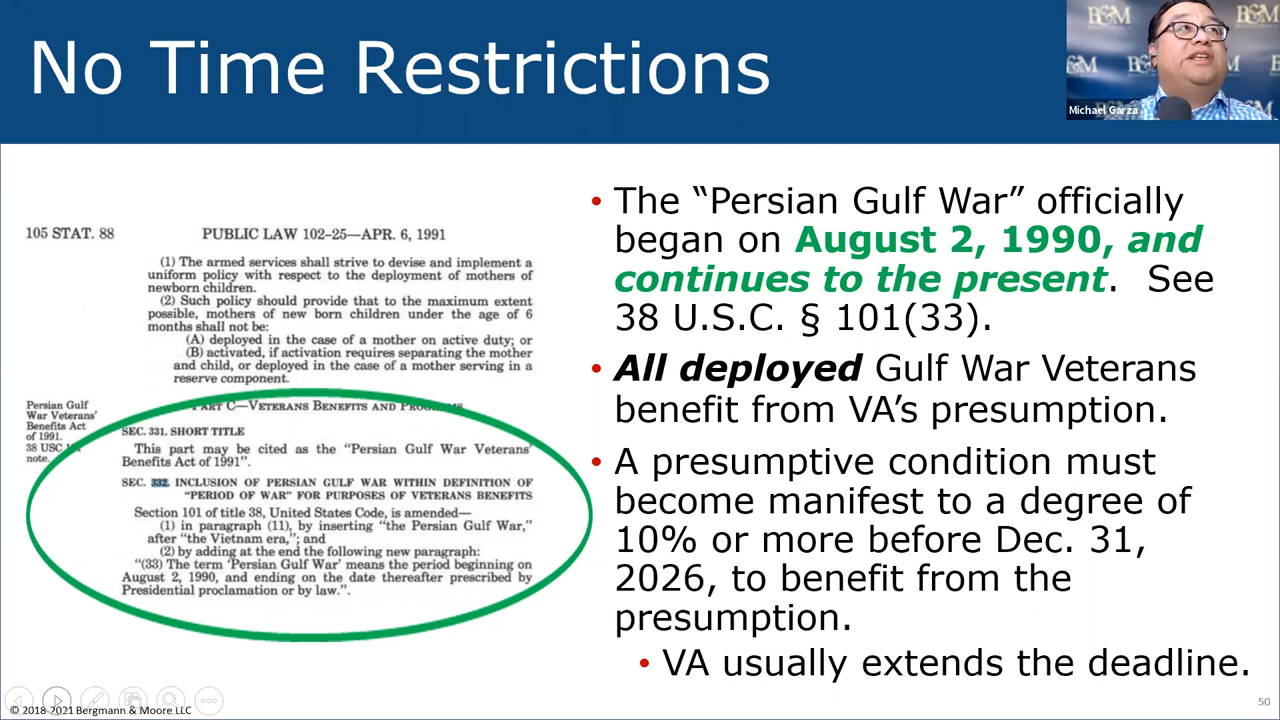 No Time Restrictions
B&M
B&M
&M
B&
Michael Garza
105 STAT. 88
PUBLIC LAW 102-25—APR. 6, 1991
(1) The armed services shall strive to devise and implement a
uniform policy with respect to the deployment of mothers of
newborn children.
(2) Such policy should provide that to the maximum extent
possible, mothers of new born children under the age of 6
months shall not be:
(A) deployed in the case of a mother on active duty; or
(B) activated, if activation requires separating the mother
and child, or deployed in the case of a mother serving in a
reserve component.
Persian Gulf
War Veterans'
Benefits Act
of 1991.
38 USC
note.
PART C—VETERANS BENEFITS AND
SEC. 331. SHORT TITLE
This part may be cited as the "Persian Gulf War Veterans'
Benefits Act of 1991".
SEC. 332. INCLUSION OF PERSIAN GULF WAR WITHIN DEFINITION OF
"PERIOD OF WAR" FOR PURPOSES OF VETERANS BENEFITS
Section 101 of title 38, United States Code, is amended—
(1) in paragraph (11), by inserting "the Persian Gulf War,"
after "the Vietnam era,"; and
(2) by adding at the end the following new paragraph:
"(33) The term 'Persian Gulf War' means the period beginning on
August 2, 1990, and ending on the date thereafter prescribed by
Presidential proclamation or by law.".
• The “Persian Gulf War” officially
began on August 2, 1990, and
continues to the present. See
38 U.S.C. § 101(33).
• All deployed Gulf War Veterans
benefit from VA’s presumption.
• A presumptive condition must
become manifest to a degree of
10% or more before Dec. 31,
2026, to benefit from the
presumption.
• VA usually extends the deadline.
© 2018-2021 Bergmann & Moore LLC
50